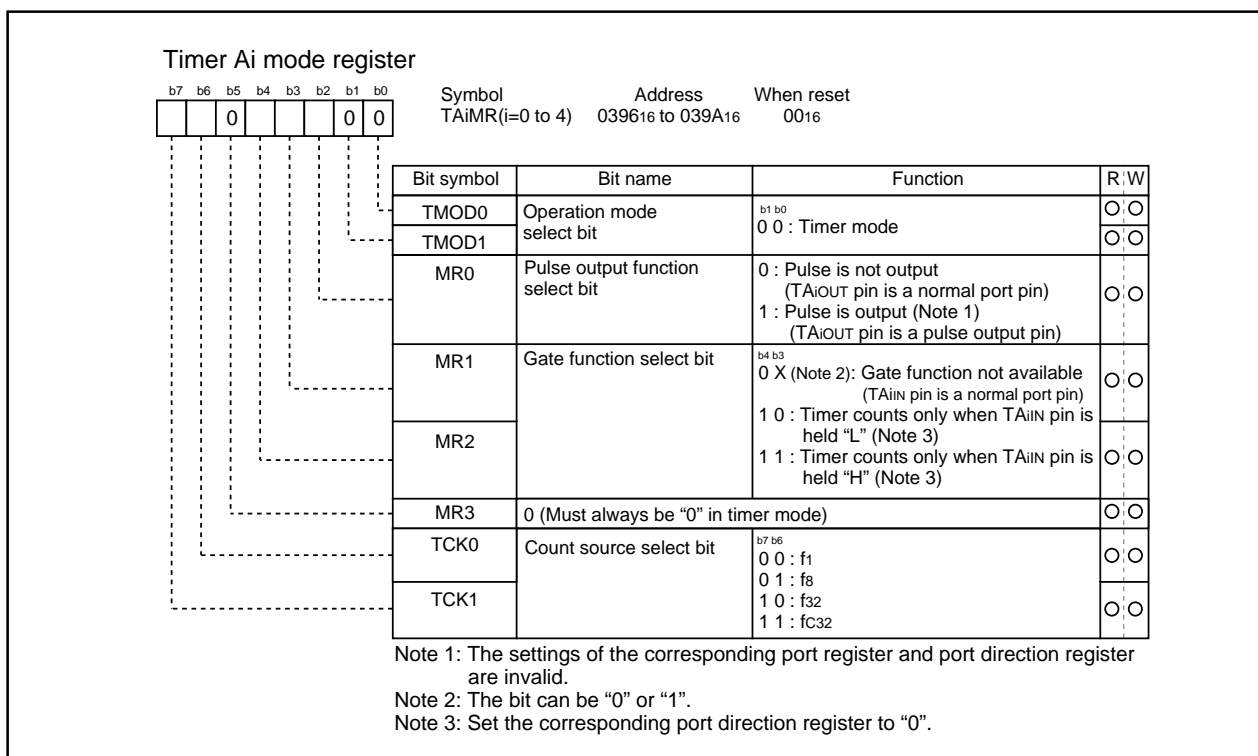 Timer Ai mode register
b7 b6 b5 b4 b3 b2 b1 b0
0 0 0
Symbol Address When reset
TAiMR(i=0 to 4) 039616 to 039A16 0016
Bit symbol Bit name Function R W
TMOD0
TMOD1
Operation mode
select bit
b1 b0
0 0 : Timer mode
MR0
Pulse output function
select bit
0 : Pulse is not output
(TAiOUT pin is a normal port pin)
1 : Pulse is output (Note 1)
(TAiOUT pin is a pulse output pin)
MR1
MR2
Gate function select bit
b4 b3
0 X (Note 2): Gate function not available
(TAiIN pin is a normal port pin)
1 0 : Timer counts only when TAiIN pin is
held “L” (Note 3)
1 1 : Timer counts only when TAiIN pin is
held “H” (Note 3)
MR3
0 (Must always be “0” in timer mode)
TCK0
TCK1
Count source select bit
b7 b6
0 0 : f1
0 1 : f8
1 0 : f32
1 1 : fC32
Note 1: The settings of the corresponding port register and port direction register
are invalid.
Note 2: The bit can be “0” or “1”.
Note 3: Set the corresponding port direction register to “0”.